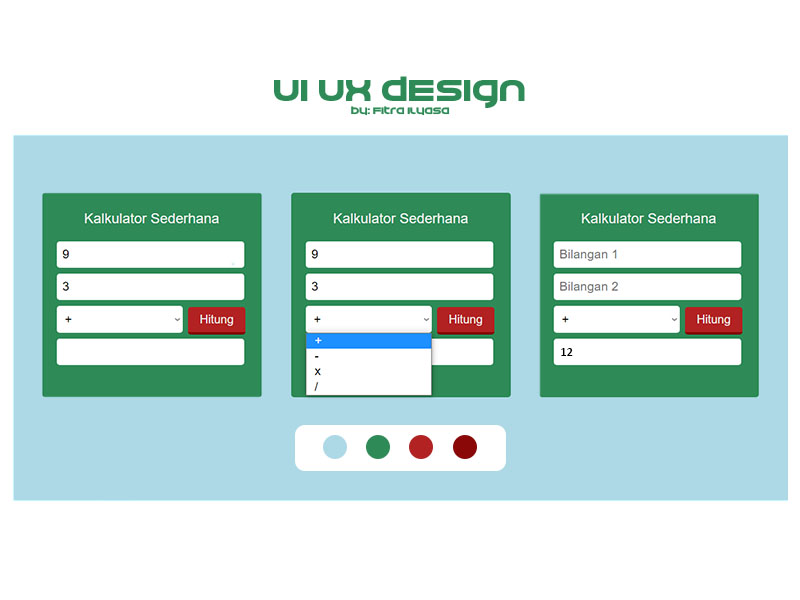 UI UX Design
by: Fitra Ilyasa
Kalkulator Sederhana
9
3
+
Hitung
Kalkulator Sederhana
9
3
+
Hitung
+
-
x
/
Kalkulator Sederhana
Bilangan 1
Bilangan 2
+
Hitung
12